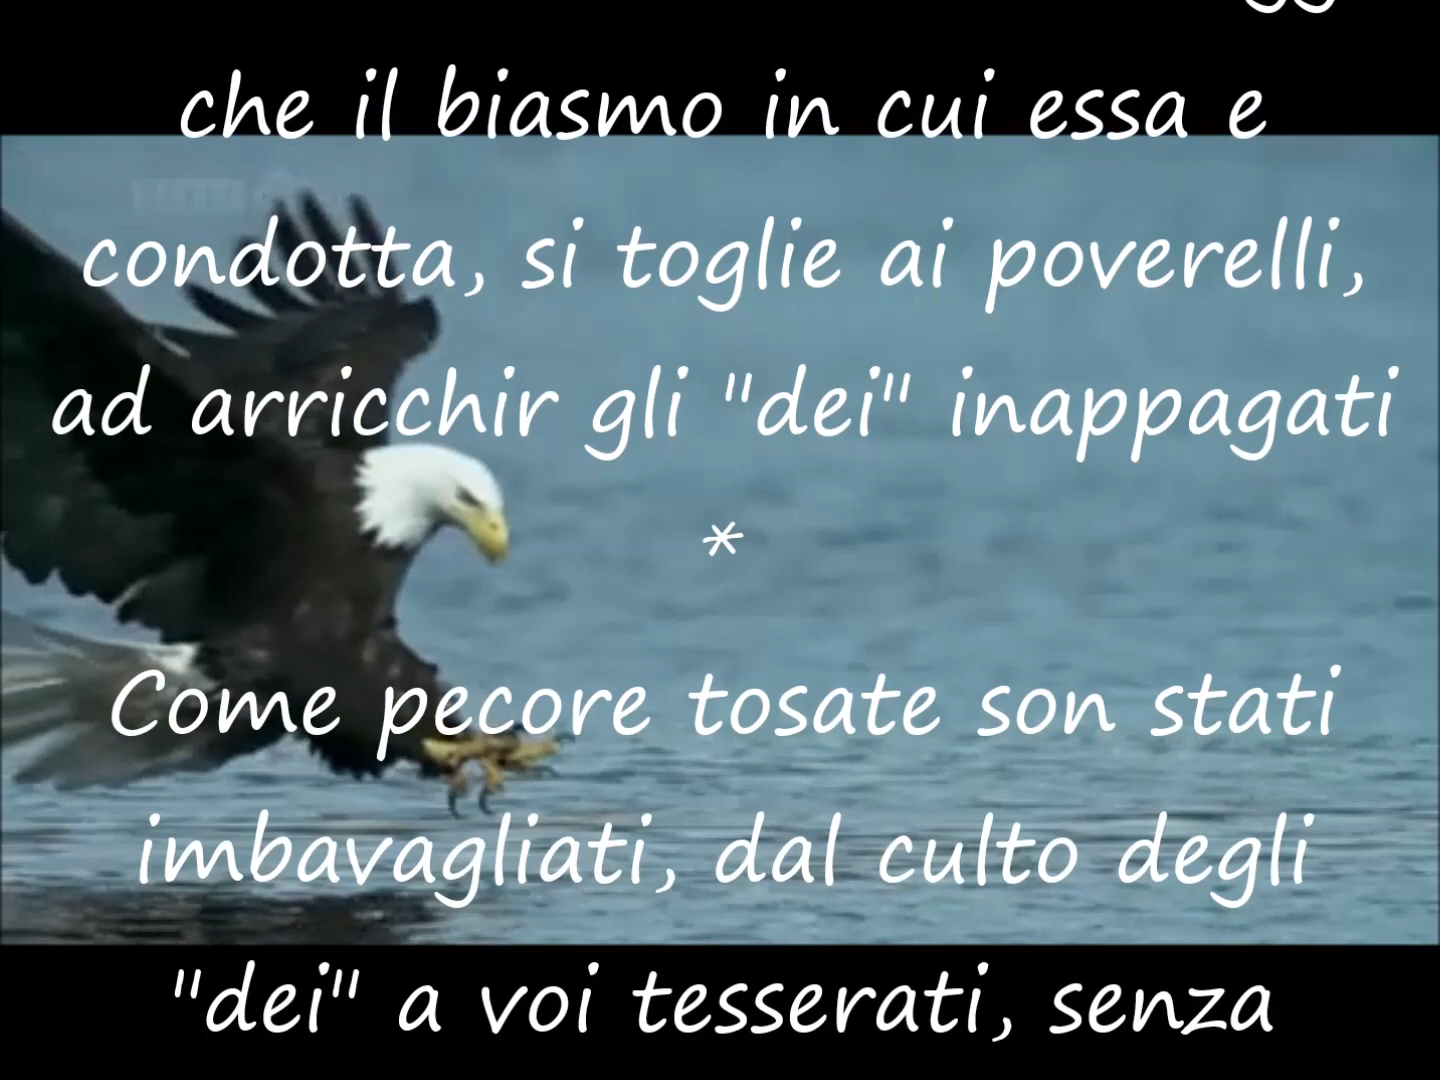 che il biasmo in cui essa e
condotta, si toglie ai poverelli,
ad arricchir gli "dei" inappagati
*
Come pecore tosate son stati
imbavagliati, dal culto degli
"dei" a voi tesserati, senza